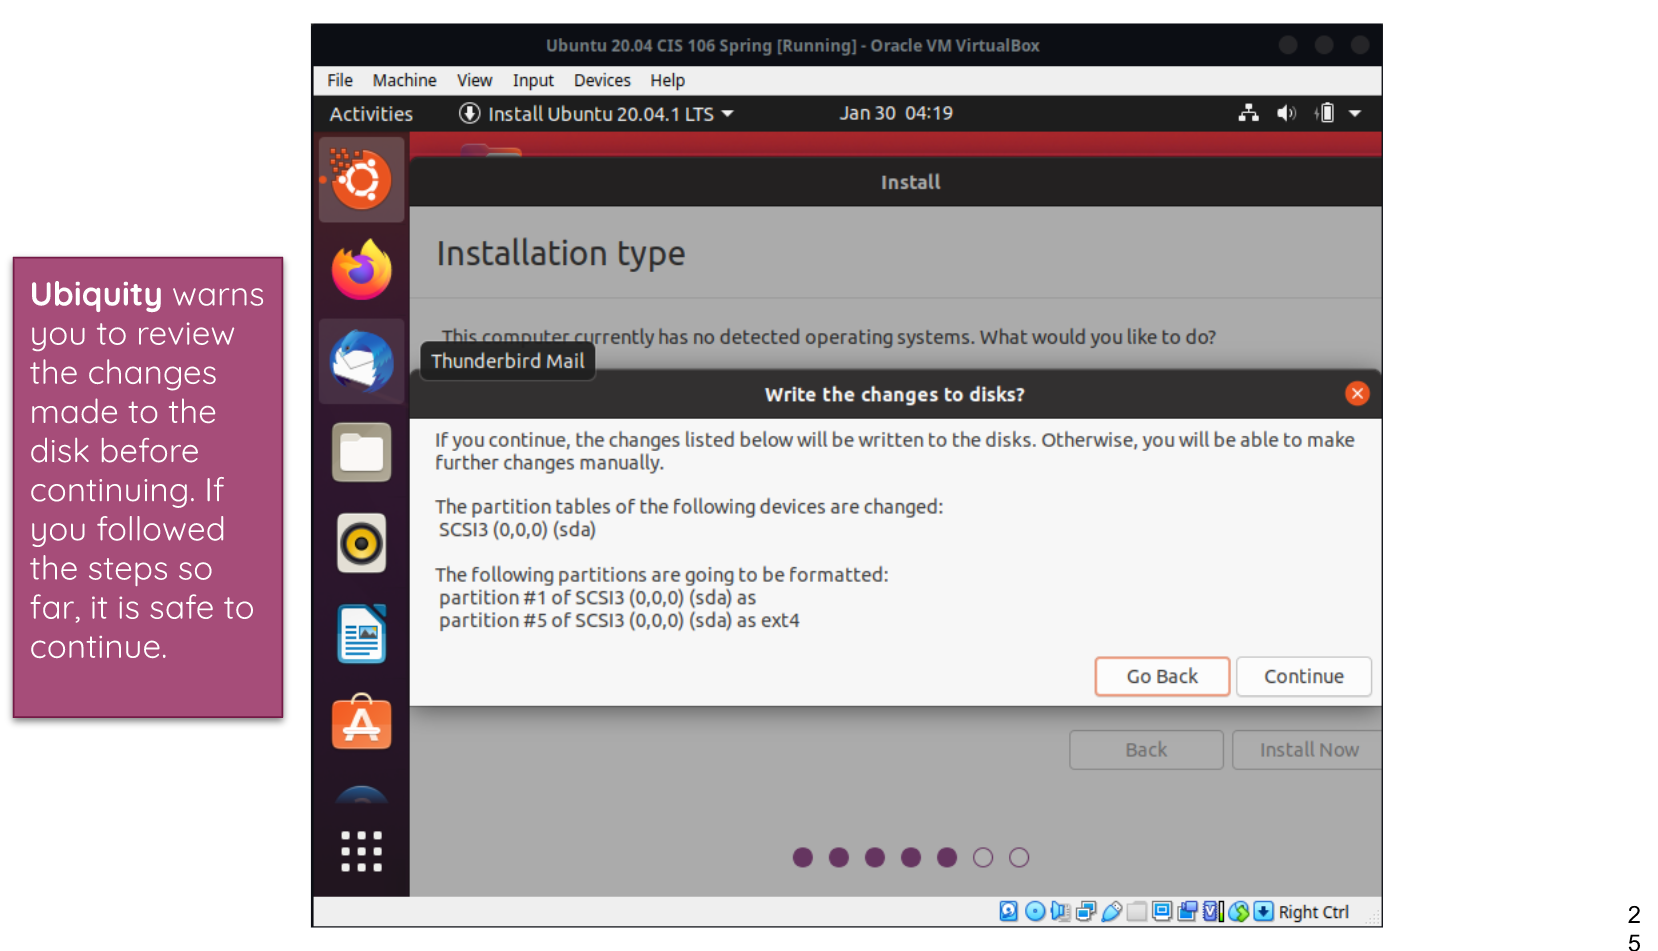 Ubuntu 20.04 CIS 106 Spring [Running] - Oracle VM VirtualBox
File Machine View Input Devices Help
Activities Install Ubuntu 20.04.1 LTS Jan 30 04:19
Install
Installation type
This computer currently has no detected operating systems. What would you like to do?
Thunderbird Mail
Write the changes to disks?
If you continue, the changes listed below will be written to the disks. Otherwise, you will be able to make
further changes manually.
The partition tables of the following devices are changed:
SCSI3 (0,0,0) (sda)
The following partitions are going to be formatted:
partition #1 of SCSI3 (0,0,0) (sda) as
partition #5 of SCSI3 (0,0,0) (sda) as ext4
Go Back Continue
Back Install Now
Right Ctrl
Ubiquity warns
you to review
the changes
made to the
disk before
continuing. If
you followed
the steps so
far, it is safe to
continue.
2
5